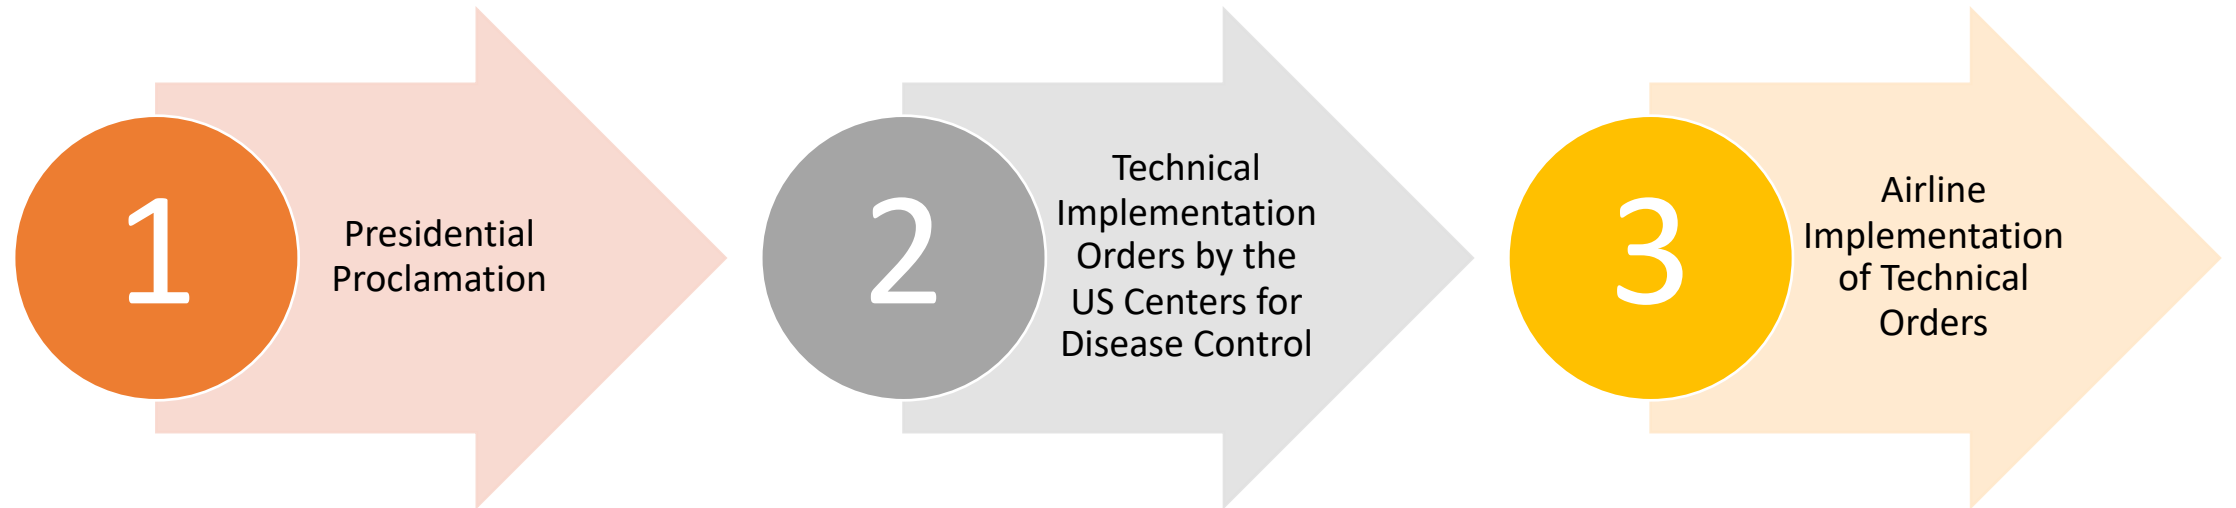 1
Presidential
Proclamation
2
Technical
Implementation
Orders by the
US Centers for
Disease Control
3
Airline
Implementation
of Technical
Orders